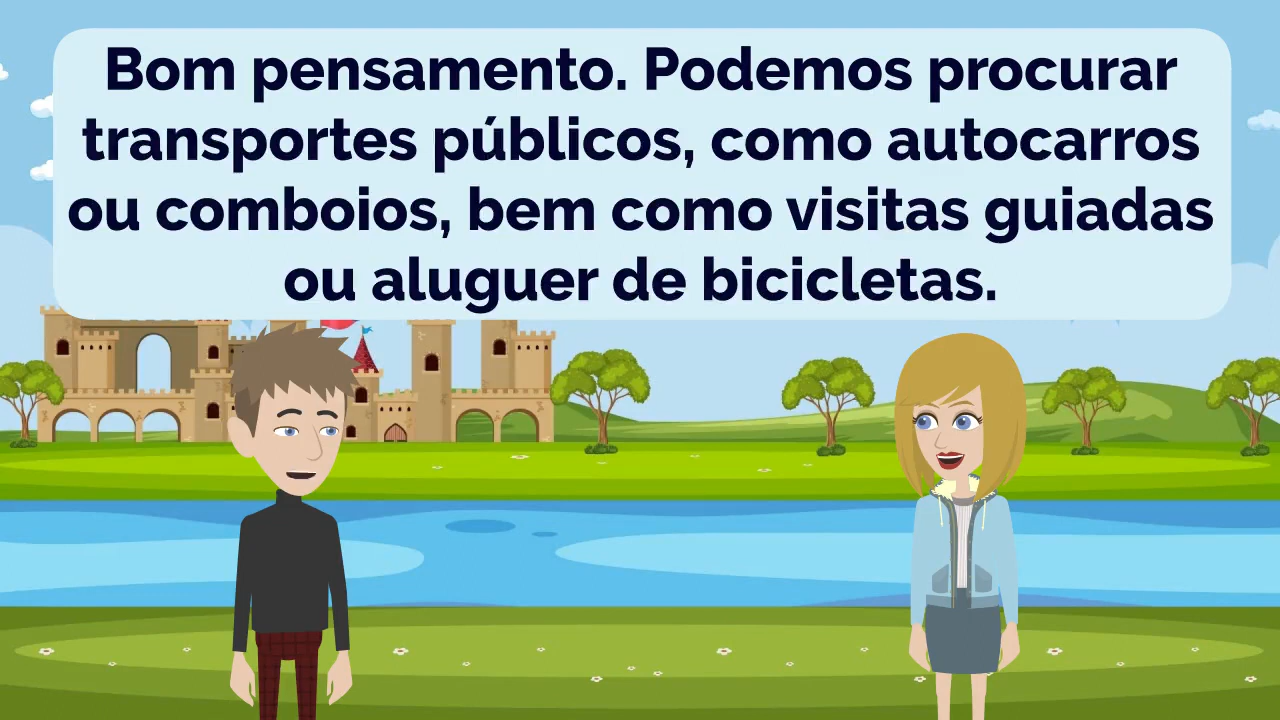 Bom pensamento. Podemos procurar
transportes públicos, como autocarros
ou comboios, bem como visitas guiadas
ou aluguer de bicicletas.